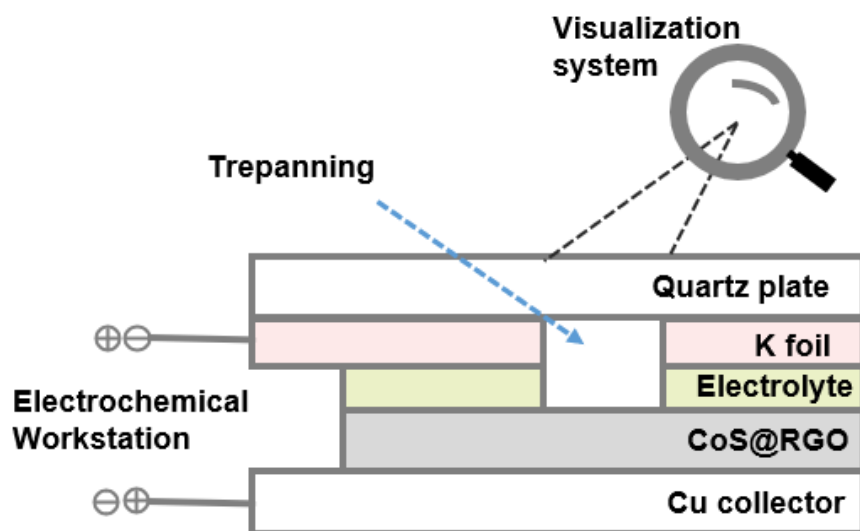 Visualization
system
Trepanning
Quartz plate
K foil
Electrolyte
Electrochemical
Workstation
CoS@RGO
Cu collector